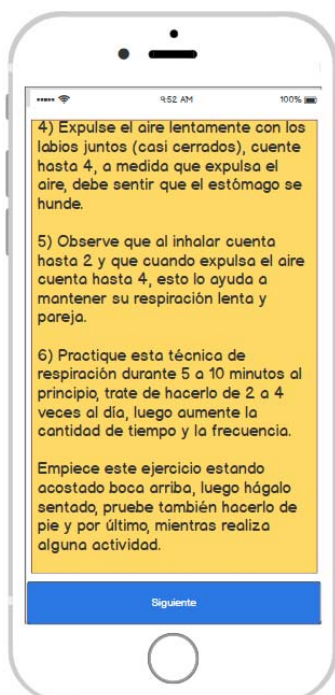 9:52 AM
100%
4) Expulse el aire lentamente con los
labios juntos (casi cerrados), cuente
hasta 4, a medida que expulsa el
aire, debe sentir que el estómago se
hunde.
5) Observe que al inhalar cuenta
hasta 2 y que cuando expulsa el aire
cuenta hasta 4, esto lo ayuda a
mantener su respiración lenta y
pareja.
6) Practique esta técnica de
respiración durante 5 a 10 minutos al
principio, trate de hacerlo de 2 a 4
veces al día, luego aumente la
cantidad de tiempo y la frecuencia.
Empiece este ejercicio estando
acostado boca arriba, luego hágalo
sentado, pruebe también hacerlo de
pie y por último, mientras realiza
alguna actividad.
Siguiente